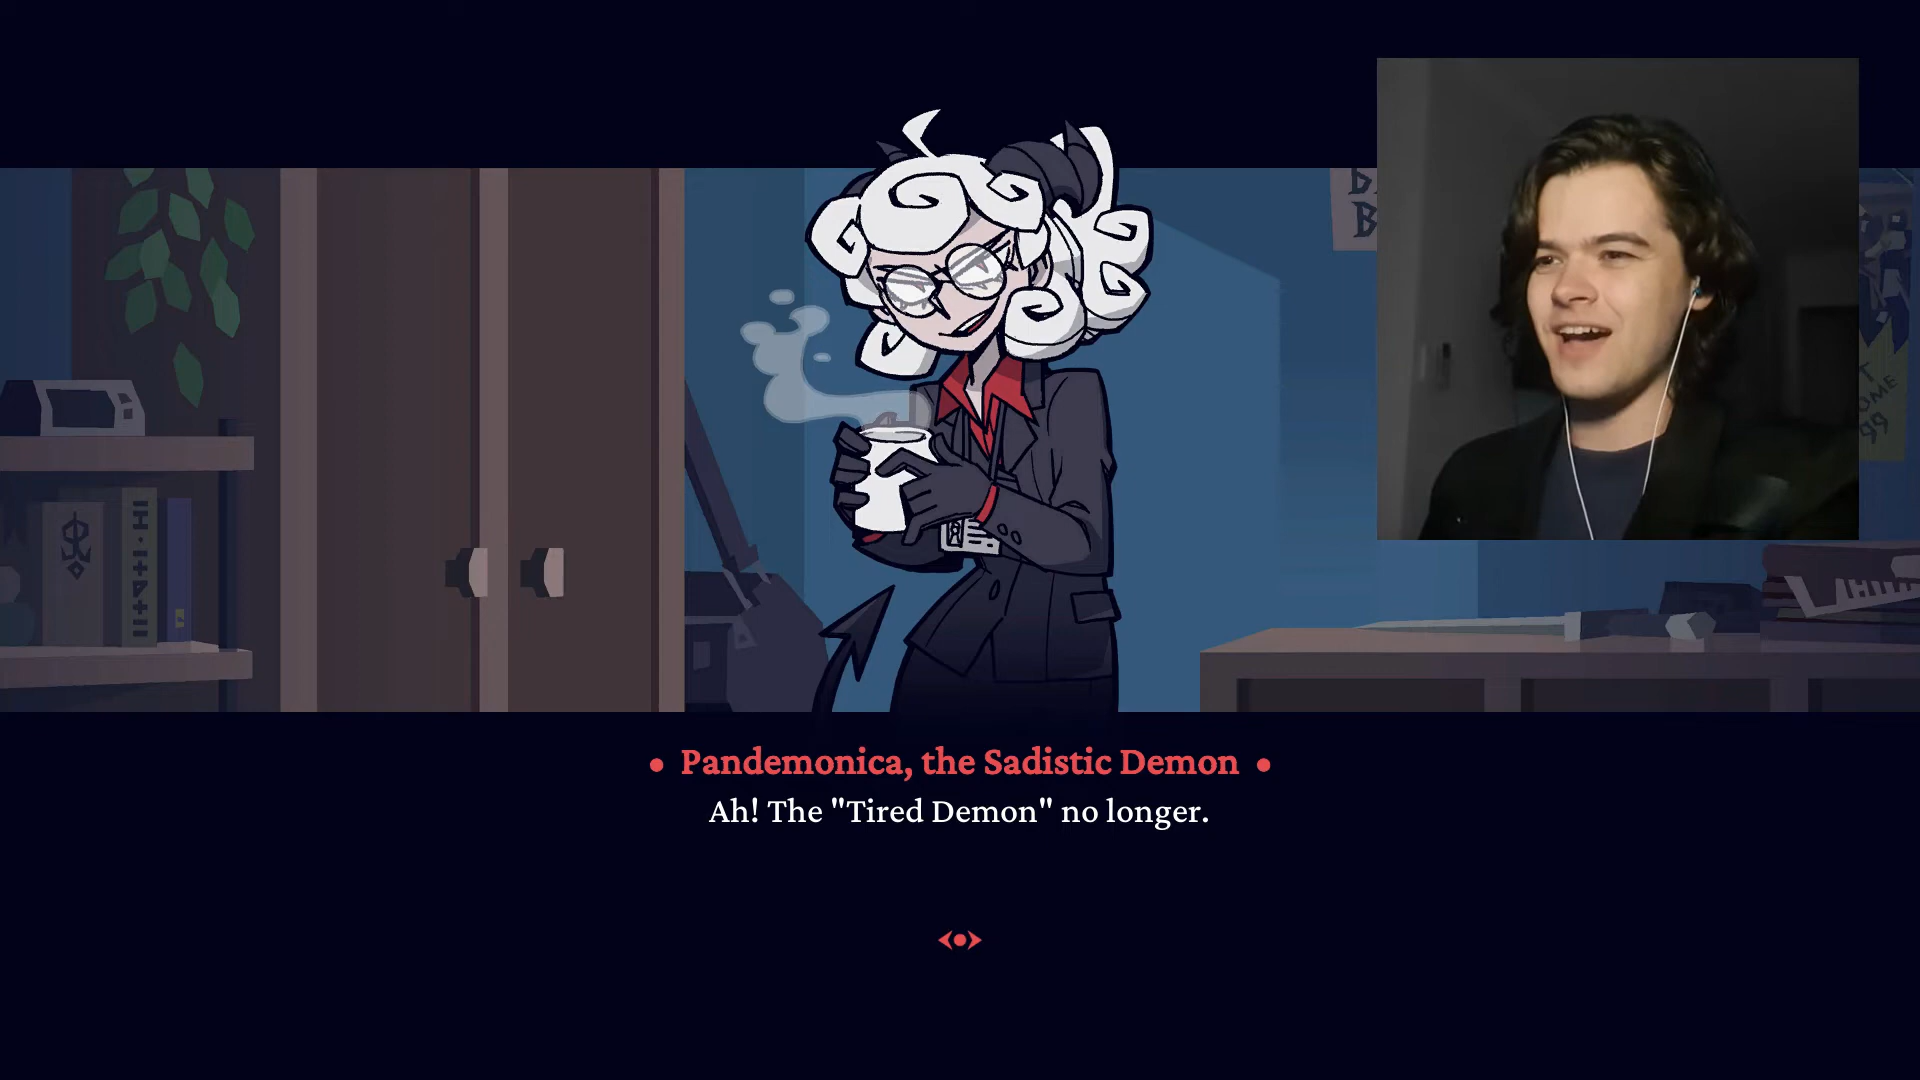 • Pandemonica, the Sadistic Demon •
Ah! The "Tired Demon" no longer.